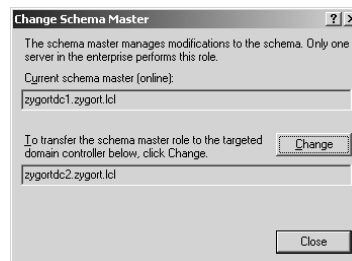 Change Schema Master
The schema master manages modifications to the schema. Only one
server in the enterprise performs this role.
Current schema master (online):
zygortdc1.zygort.lcl
To transfer the schema master role to the targeted
domain controller below, click Change.
Change
zygortdc2.zygort.lcl
Close